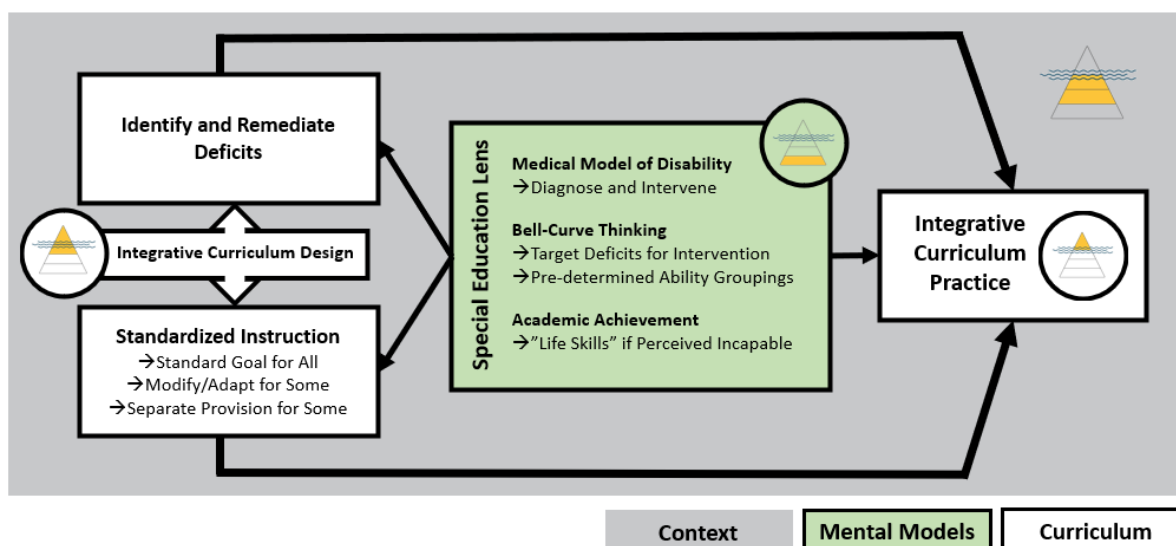 Identify and Remediate
Deficits
Integrative Curriculum Design
Standardized Instruction
→Standard Goal for All
→Modify/Adapt for Some
→Separate Provision for Some
Special Education Lens
Medical Model of Disability
→Diagnose and Intervene
Bell-Curve Thinking
→Target Deficits for Intervention
→Pre-determined Ability Groupings
Academic Achievement
→”Life Skills” if Perceived Incapable
Integrative
Curriculum
Practice
Context
Mental Models
Curriculum